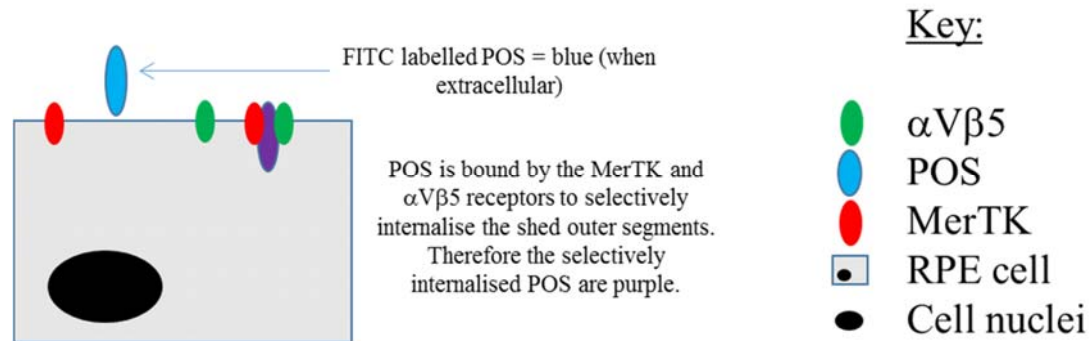 FITC labelled POS = blue (when
extracellular)
POS is bound by the MerTK and
αVβ5 receptors to selectively
internalise the shed outer segments.
Therefore the selectively
internalised POS are purple.
Key:
αVβ5
POS
MerTK
RPE cell
Cell nuclei